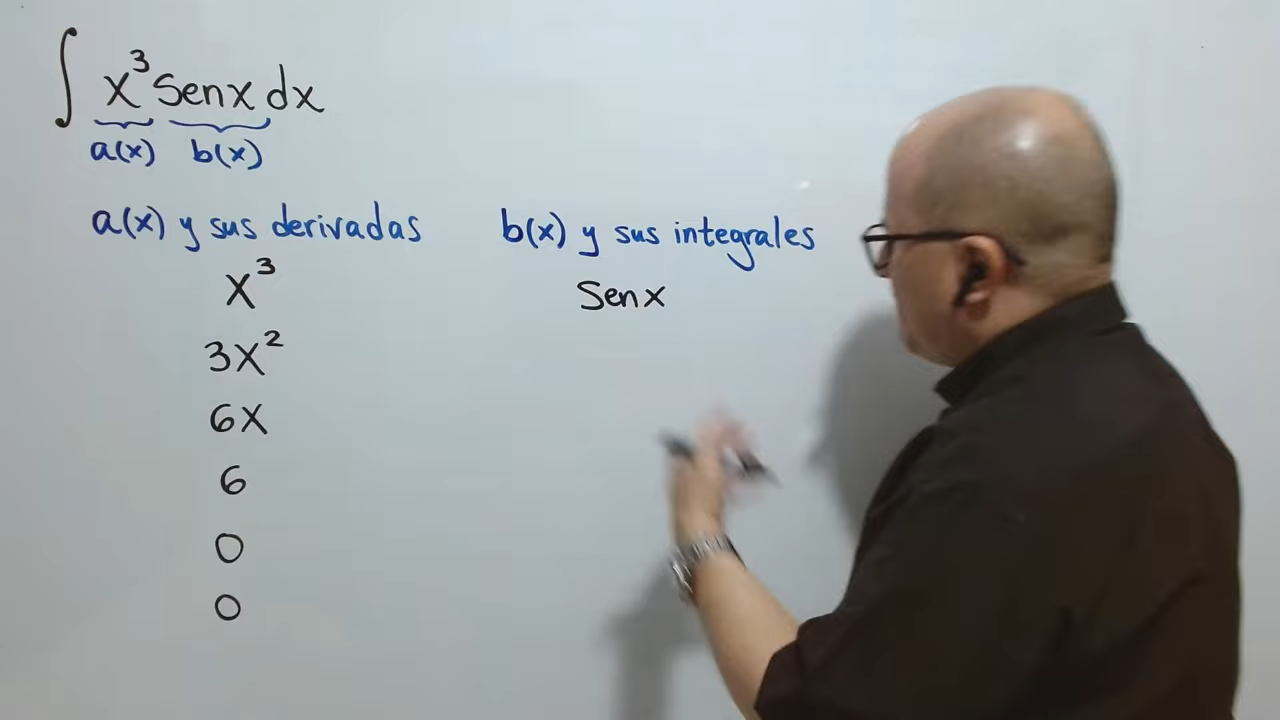 ∫ x³ Senx dx
a(x) b(x)
a(x) y sus derivadas b(x) y sus integrales
x³ Senx
3x²
6x
6
0
0